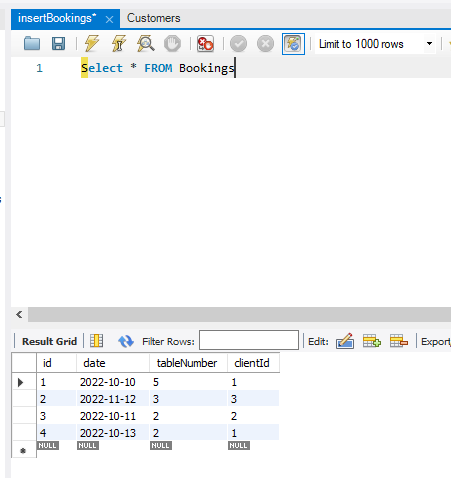 insertBookings* × Customers
Limit to 1000 rows
1 Select * FROM Bookings
Result Grid Filter Rows: Edit: Export
id date tableNumber clientId
1 2022-10-10 5 1
2 2022-11-12 3 3
3 2022-10-11 2 2
4 2022-10-13 2 1
NULL NULL NULL NULL